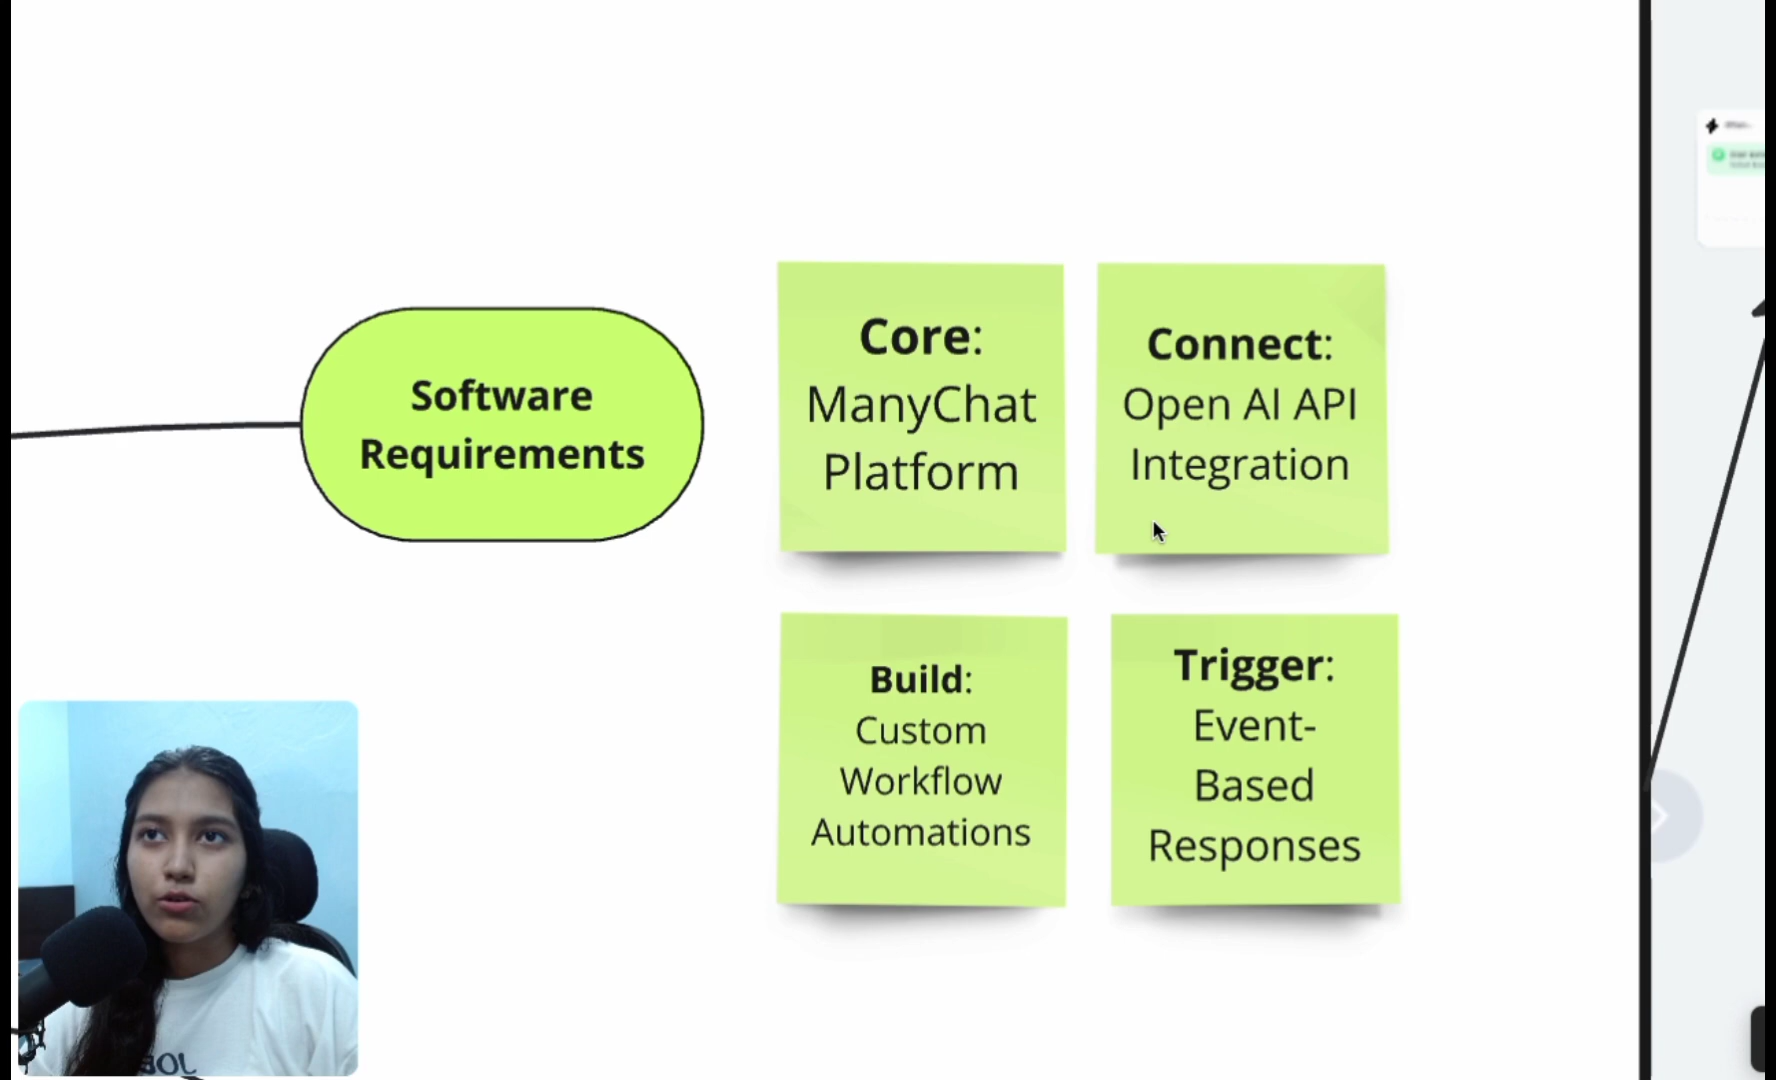 Software
Requirements
Core:
ManyChat
Platform
Connect:
Open AI API
Integration
Build:
Custom
Workflow
Automations
Trigger:
Event-
Based
Responses